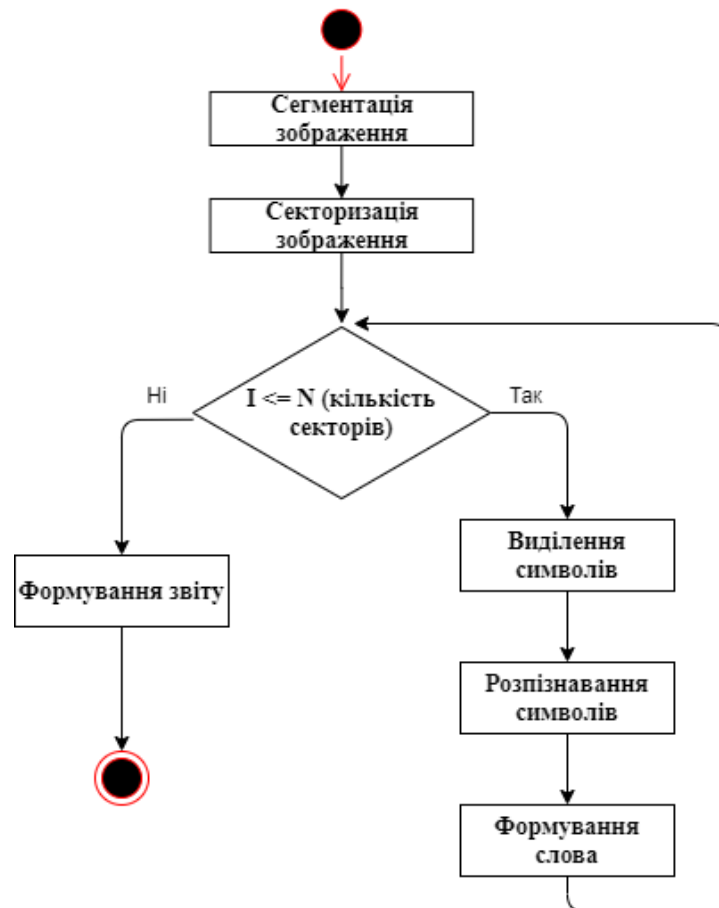 Сегментація
зображення
Секторизація
зображення
Ні
I <= N (кількість
секторів)
Так
Виділення
символів
Формування звіту
Розпізнавання
символів
Формування
слова